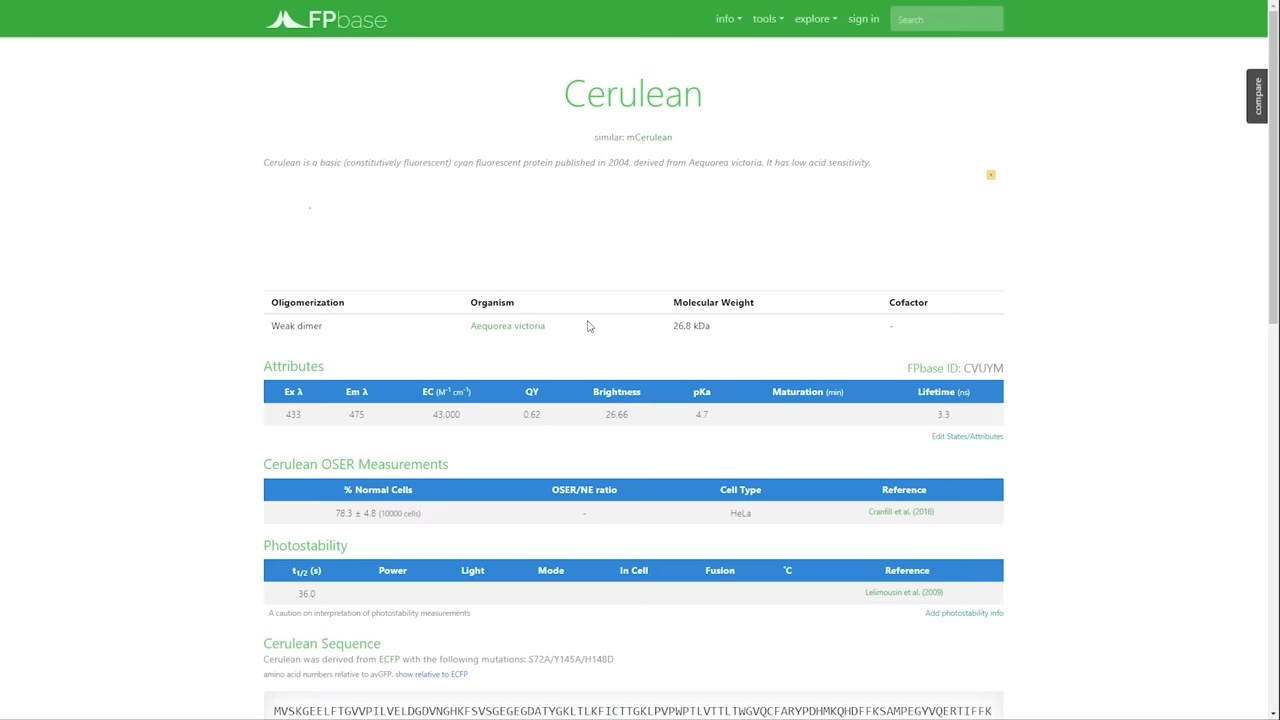 FPbase info tools explore sign in Search
compare
Cerulean
similar: mCerulean
Cerulean is a basic (constitutively fluorescent) cyan fluorescent protein published in 2004, derived from Aequorea victoria. It has low acid sensitivity.
Oligomerization Organism Molecular Weight Cofactor
Weak dimer Aequorea victoria 26.8 kDa -
Attributes FPbase ID: CVUYM
Ex λ Em λ EC (M⁻¹ cm⁻¹) QY Brightness pKa Maturation (min) Lifetime (ns)
433 475 43,000 0.62 26.66 4.7 3.3
Edit States/Attributes
Cerulean OSER Measurements
% Normal Cells OSER/NE ratio Cell Type Reference
78.3 ± 4.8 (10000 cells) - HeLa Cranfill et al. (2016)
Photostability
t1/2 (s) Power Light Mode In Cell Fusion °C Reference
36.0 Lelimousin et al. (2009)
A caution on interpretation of photostability measurements Add photostability info
Cerulean Sequence
Cerulean was derived from ECFP with the following mutations: S72A/Y145A/H148D
amino acid numbers relative to avGFP. show relative to ECFP
MVSKGEELFTGVVPILVELDGDVNGHKFSVSGEGEGDATYGKLTLKFICTTGKLPVPWPTLVTTLTWGVQCFARYPDHMKQHDFFKSAMPEGYVQERTIFFK